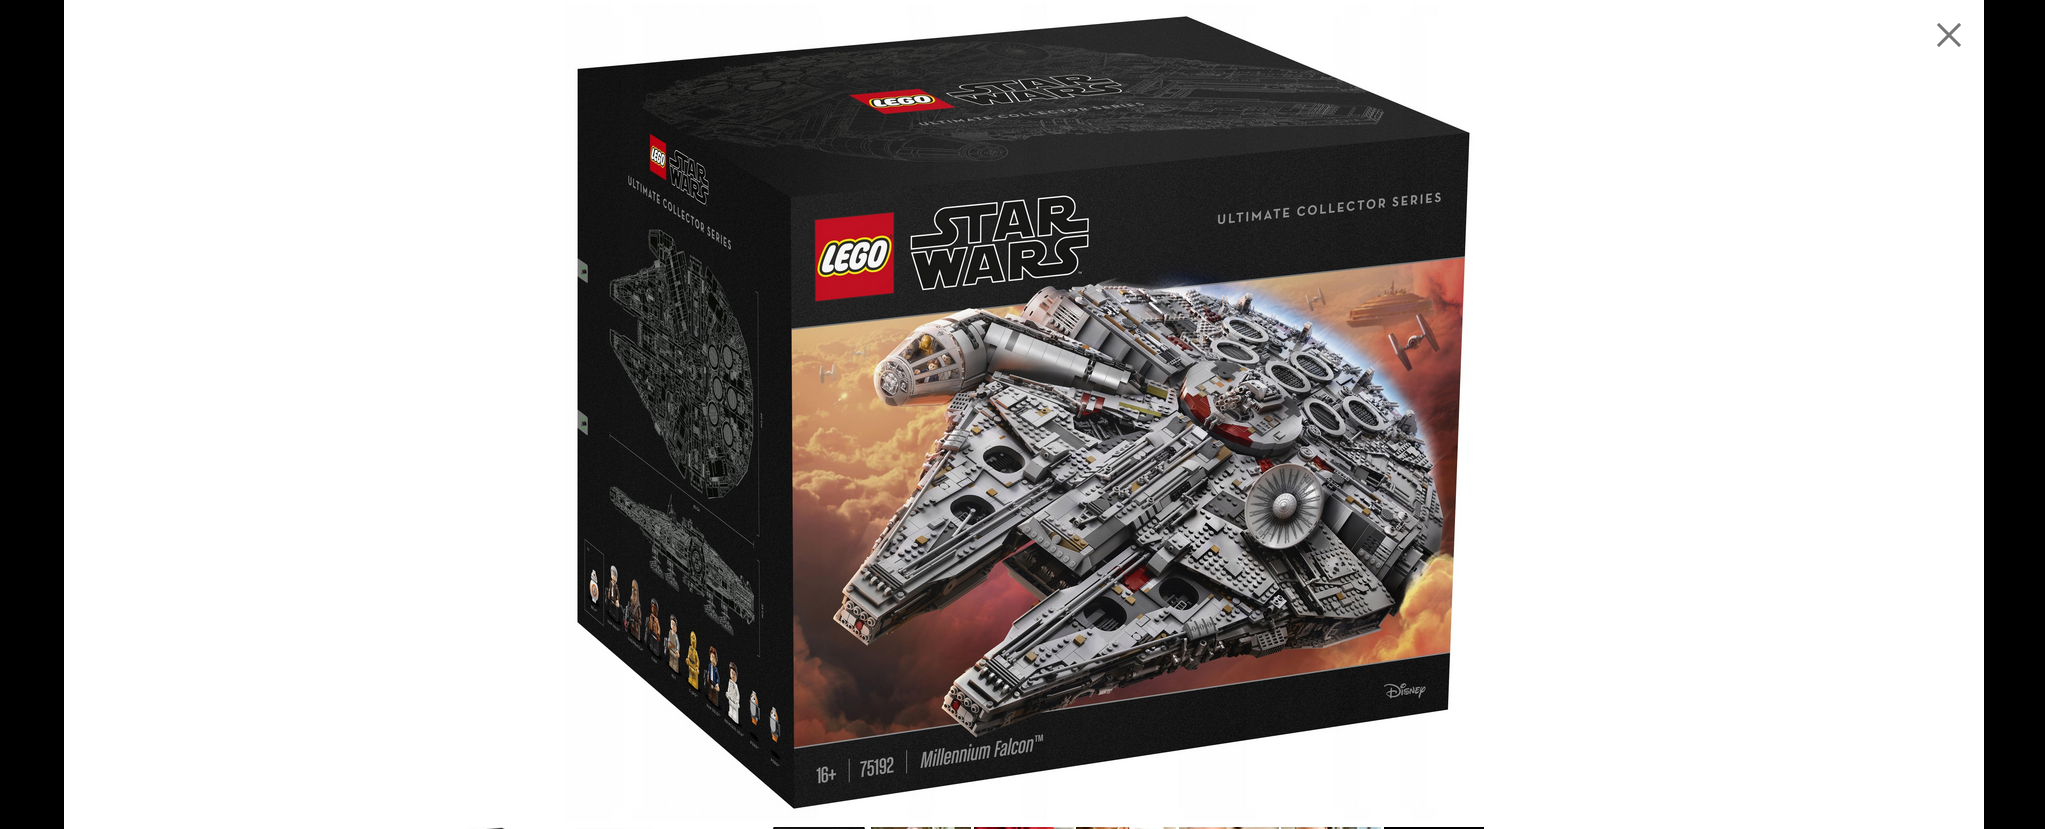 LEGO
STAR
WARS
ULTIMATE COLLECTOR SERIES
LEGO
STAR
WARS
ULTIMATE COLLECTOR SERIES
LEGO
STAR
WARS
™
ULTIMATE COLLECTOR SERIES
Disney
16+ | 75192 | Millennium Falcon™